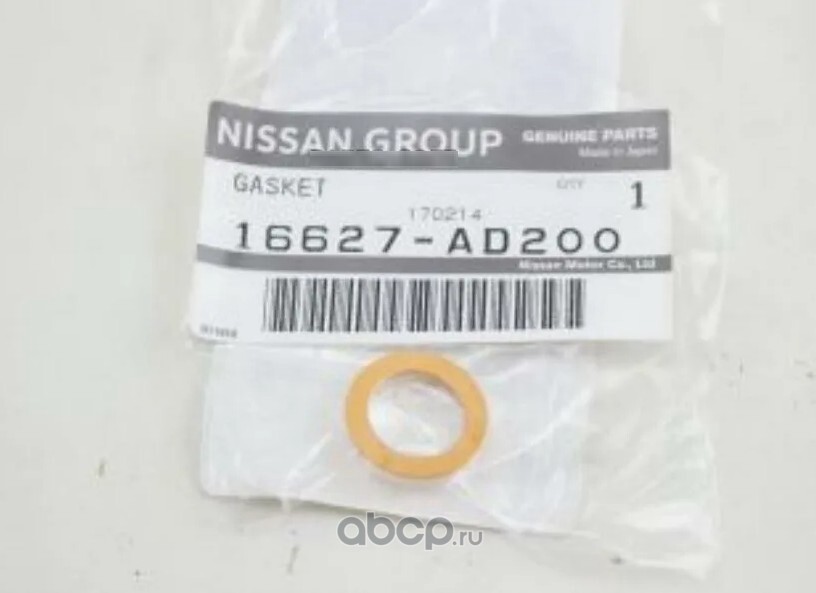 NISSAN GROUP GENUINE PARTS
Made in Japan
GASKET QTY 1
170214
16627-AD200
Nissan Motor Co., Ltd.
abcp.ru